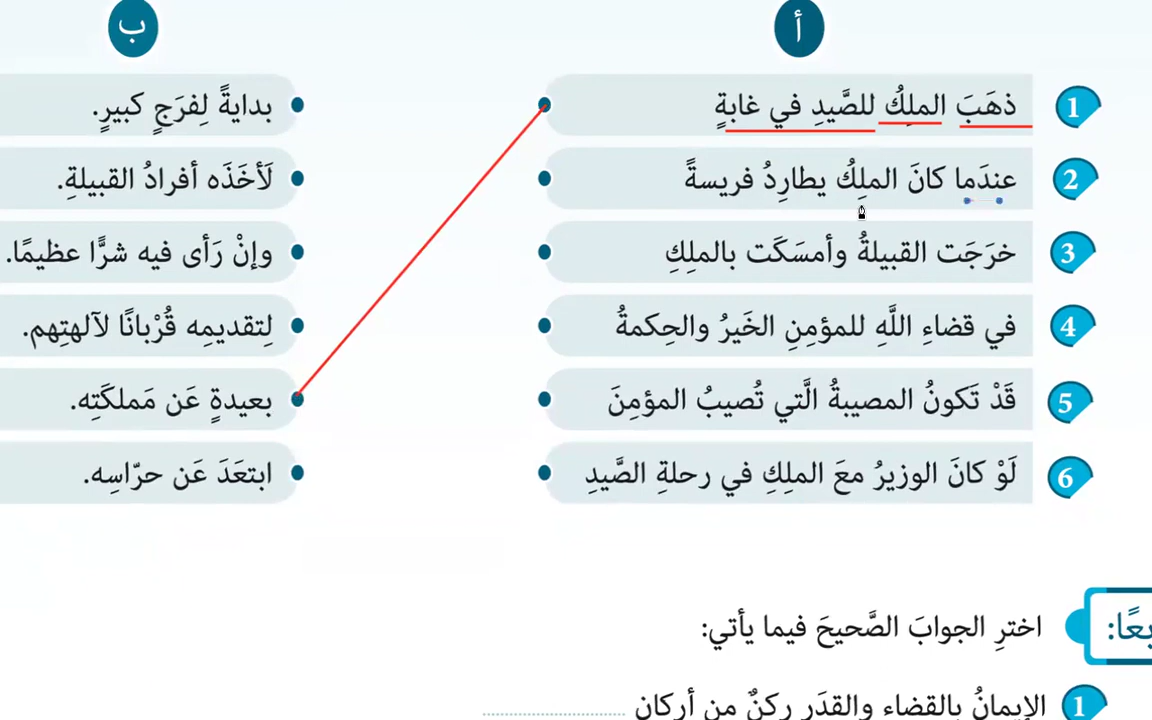 أ
ب
1 ذهَبَ الملِكُ للصَّيدِ في غابةٍ
بدايةً لِفرَجٍ كبيرٍ.
2 عندَما كانَ الملِكُ يطارِدُ فريسةً
لَأخَذَه أفرادُ القبيلةِ.
3 خرَجَت القبيلةُ وأمسَكَت بالملِكِ
وإنْ رَأى فيه شرًّا عظيمًا.
4 في قضاءِ اللَّهِ للمؤمِنِ الخَيرُ والحِكمةُ
لِتقديمِه قُرْبانًا لآلهتِهم.
5 قَدْ تَكونُ المصيبةُ الَّتي تُصيبُ المؤمِنَ
بعيدةٍ عَن مَملكَتِه.
6 لَوْ كانَ الوزيرُ معَ الملِكِ في رحلةِ الصَّيدِ
ابتعَدَ عَن حرّاسِه.
اخترِ الجوابَ الصَّحيحَ فيما يأتي:
1 الإيمانُ بالقضاء والقدَرِ ركنٌ من أركان ........................